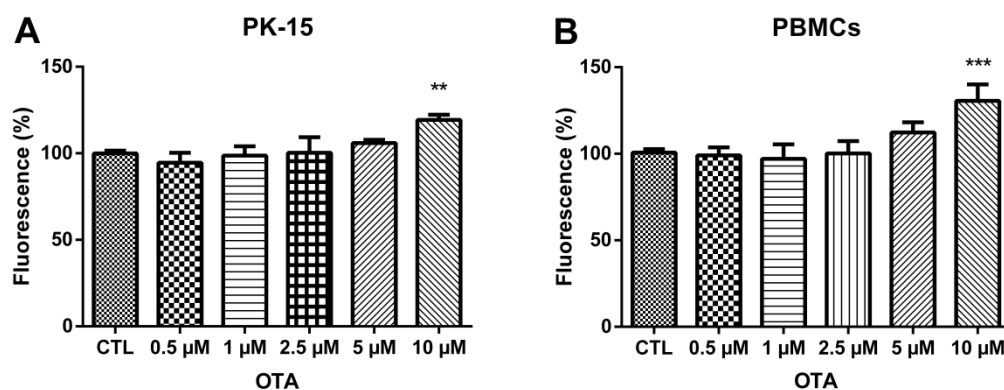 A
PK-15
Fluorescence (%)
150
100
50
0
**
CTL
0.5 µM
1 µM
2.5 µM
5 µM
10 µM
OTA
B
PBMCs
Fluorescence (%)
150
100
50
0
***
CTL
0.5 µM
1 µM
2.5 µM
5 µM
10 µM
OTA